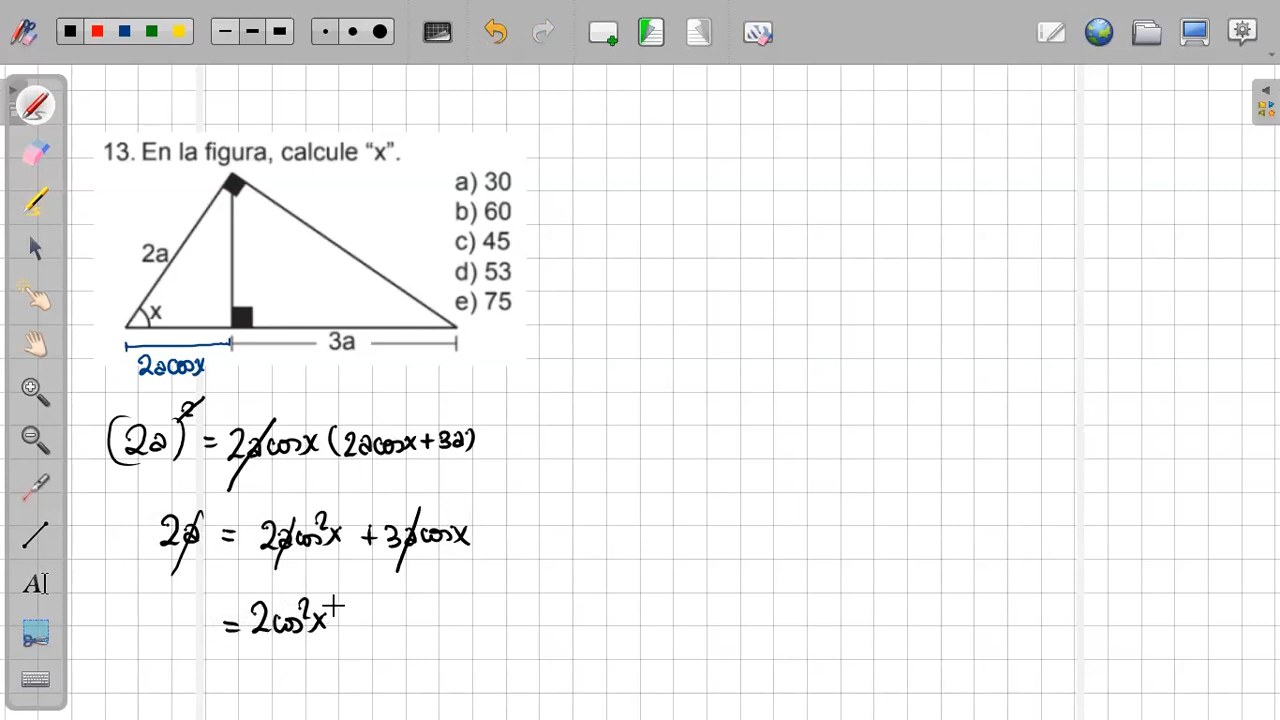 13. En la figura, calcule “x”.
a) 30
b) 60
c) 45
d) 53
e) 75
2a
x
3a
2acosx
(2a)² = 2acosx (2acosx + 3a)
2a = 2acos²x + 3acosx
= 2cos²x
A